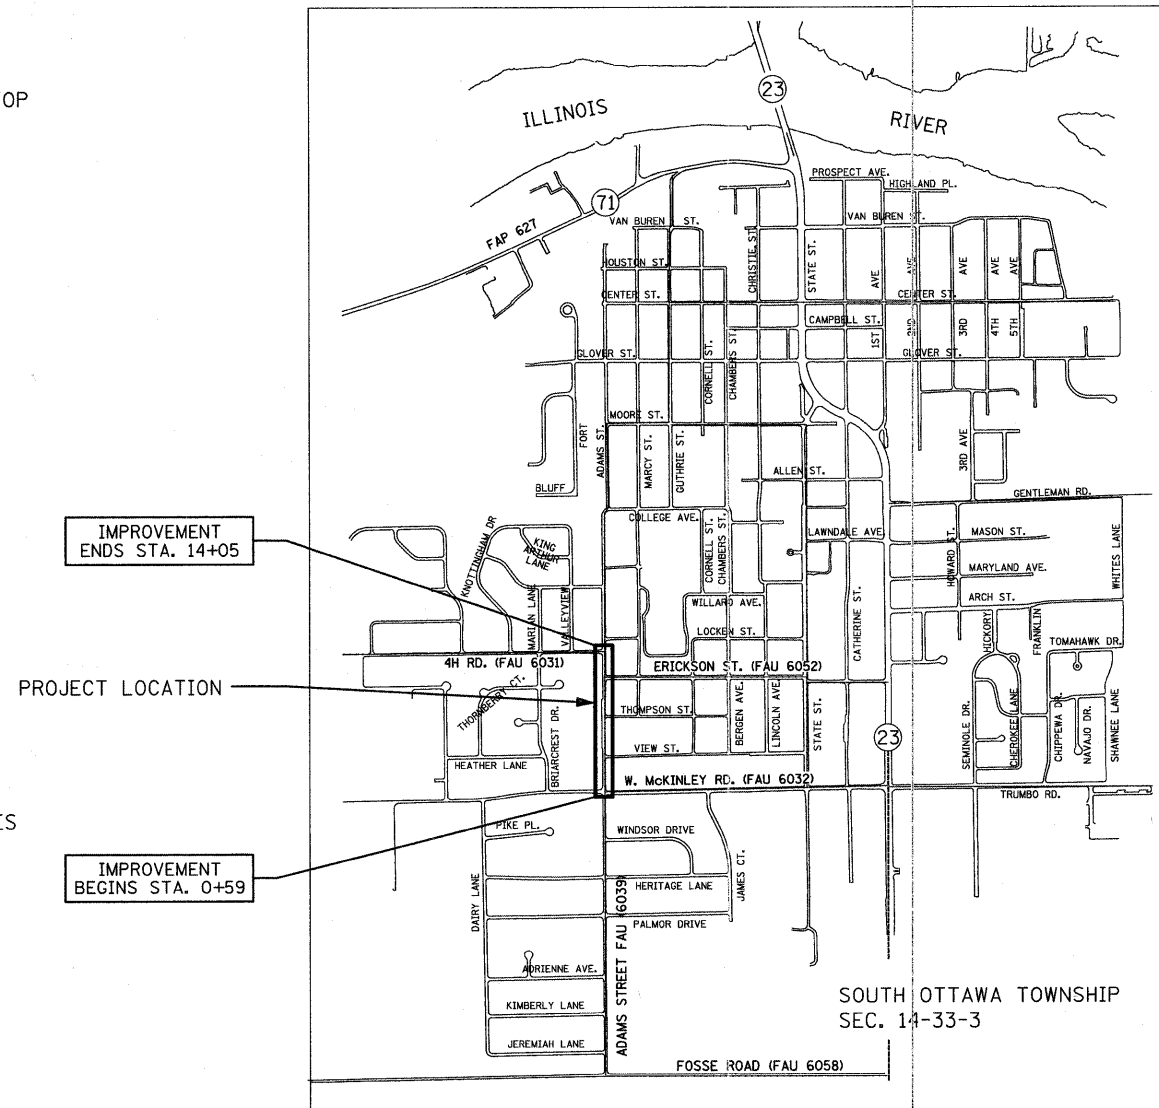 OP
23
ILLINOIS
RIVER
PROSPECT AVE.
HIGHLAND PL.
71
VAN BUREN ST.
VAN BUREN ST.
FAP 627
HOUSTON ST.
CHRISTIE ST.
STATE ST.
1ST AVE
2ND AVE
3RD AVE
4TH AVE
5TH AVE
CENTER ST.
CENTER ST.
CAMPBELL ST.
GLOVER ST.
GLOVER ST.
CORNELL ST.
CHAMBERS ST.
MOORE ST.
FORT
ADAMS ST.
MARCY ST.
GUTHRIE ST.
3RD AVE
ALLEN ST.
BLUFF
GENTLEMAN RD.
COLLEGE AVE.
IMPROVEMENT
ENDS STA. 14+05
KNOTTINGHAM DR
KING
ARTHUR
LANE
CORNELL ST.
CHAMBERS ST.
LAWNDALE AVE
HOWARD ST.
MASON ST.
WHITES LANE
MARYLAND AVE.
MARIAN LANE
VALLEYVIEW
WILLARD AVE.
ARCH ST.
LOCKEN ST.
CATHERINE ST.
HICKORY
FRANKLIN
TOMAHAWK DR.
4H RD. (FAU 6031)
ERICKSON ST. (FAU 6052)
PROJECT LOCATION
THORNBERRY CT.
BRIARCREST DR.
THOMPSON ST.
BERGEN AVE.
LINCOLN AVE.
STATE ST.
23
SEMINOLE DR.
CHEROKEE LANE
CHIPPEWA DR.
NAVAJO DR.
SHAWNEE LANE
VIEW ST.
HEATHER LANE
W. McKINLEY RD. (FAU 6032)
TRUMBO RD.
ES
PIKE PL.
WINDSOR DRIVE
IMPROVEMENT
BEGINS STA. 0+59
DAIRY LANE
HERITAGE LANE
JAMES CT.
PALMOR DRIVE
ADAMS STREET FAU (6039)
ADRIENNE AVE.
KIMBERLY LANE
SOUTH OTTAWA TOWNSHIP
SEC. 14-33-3
JEREMIAH LANE
FOSSE ROAD (FAU 6058)